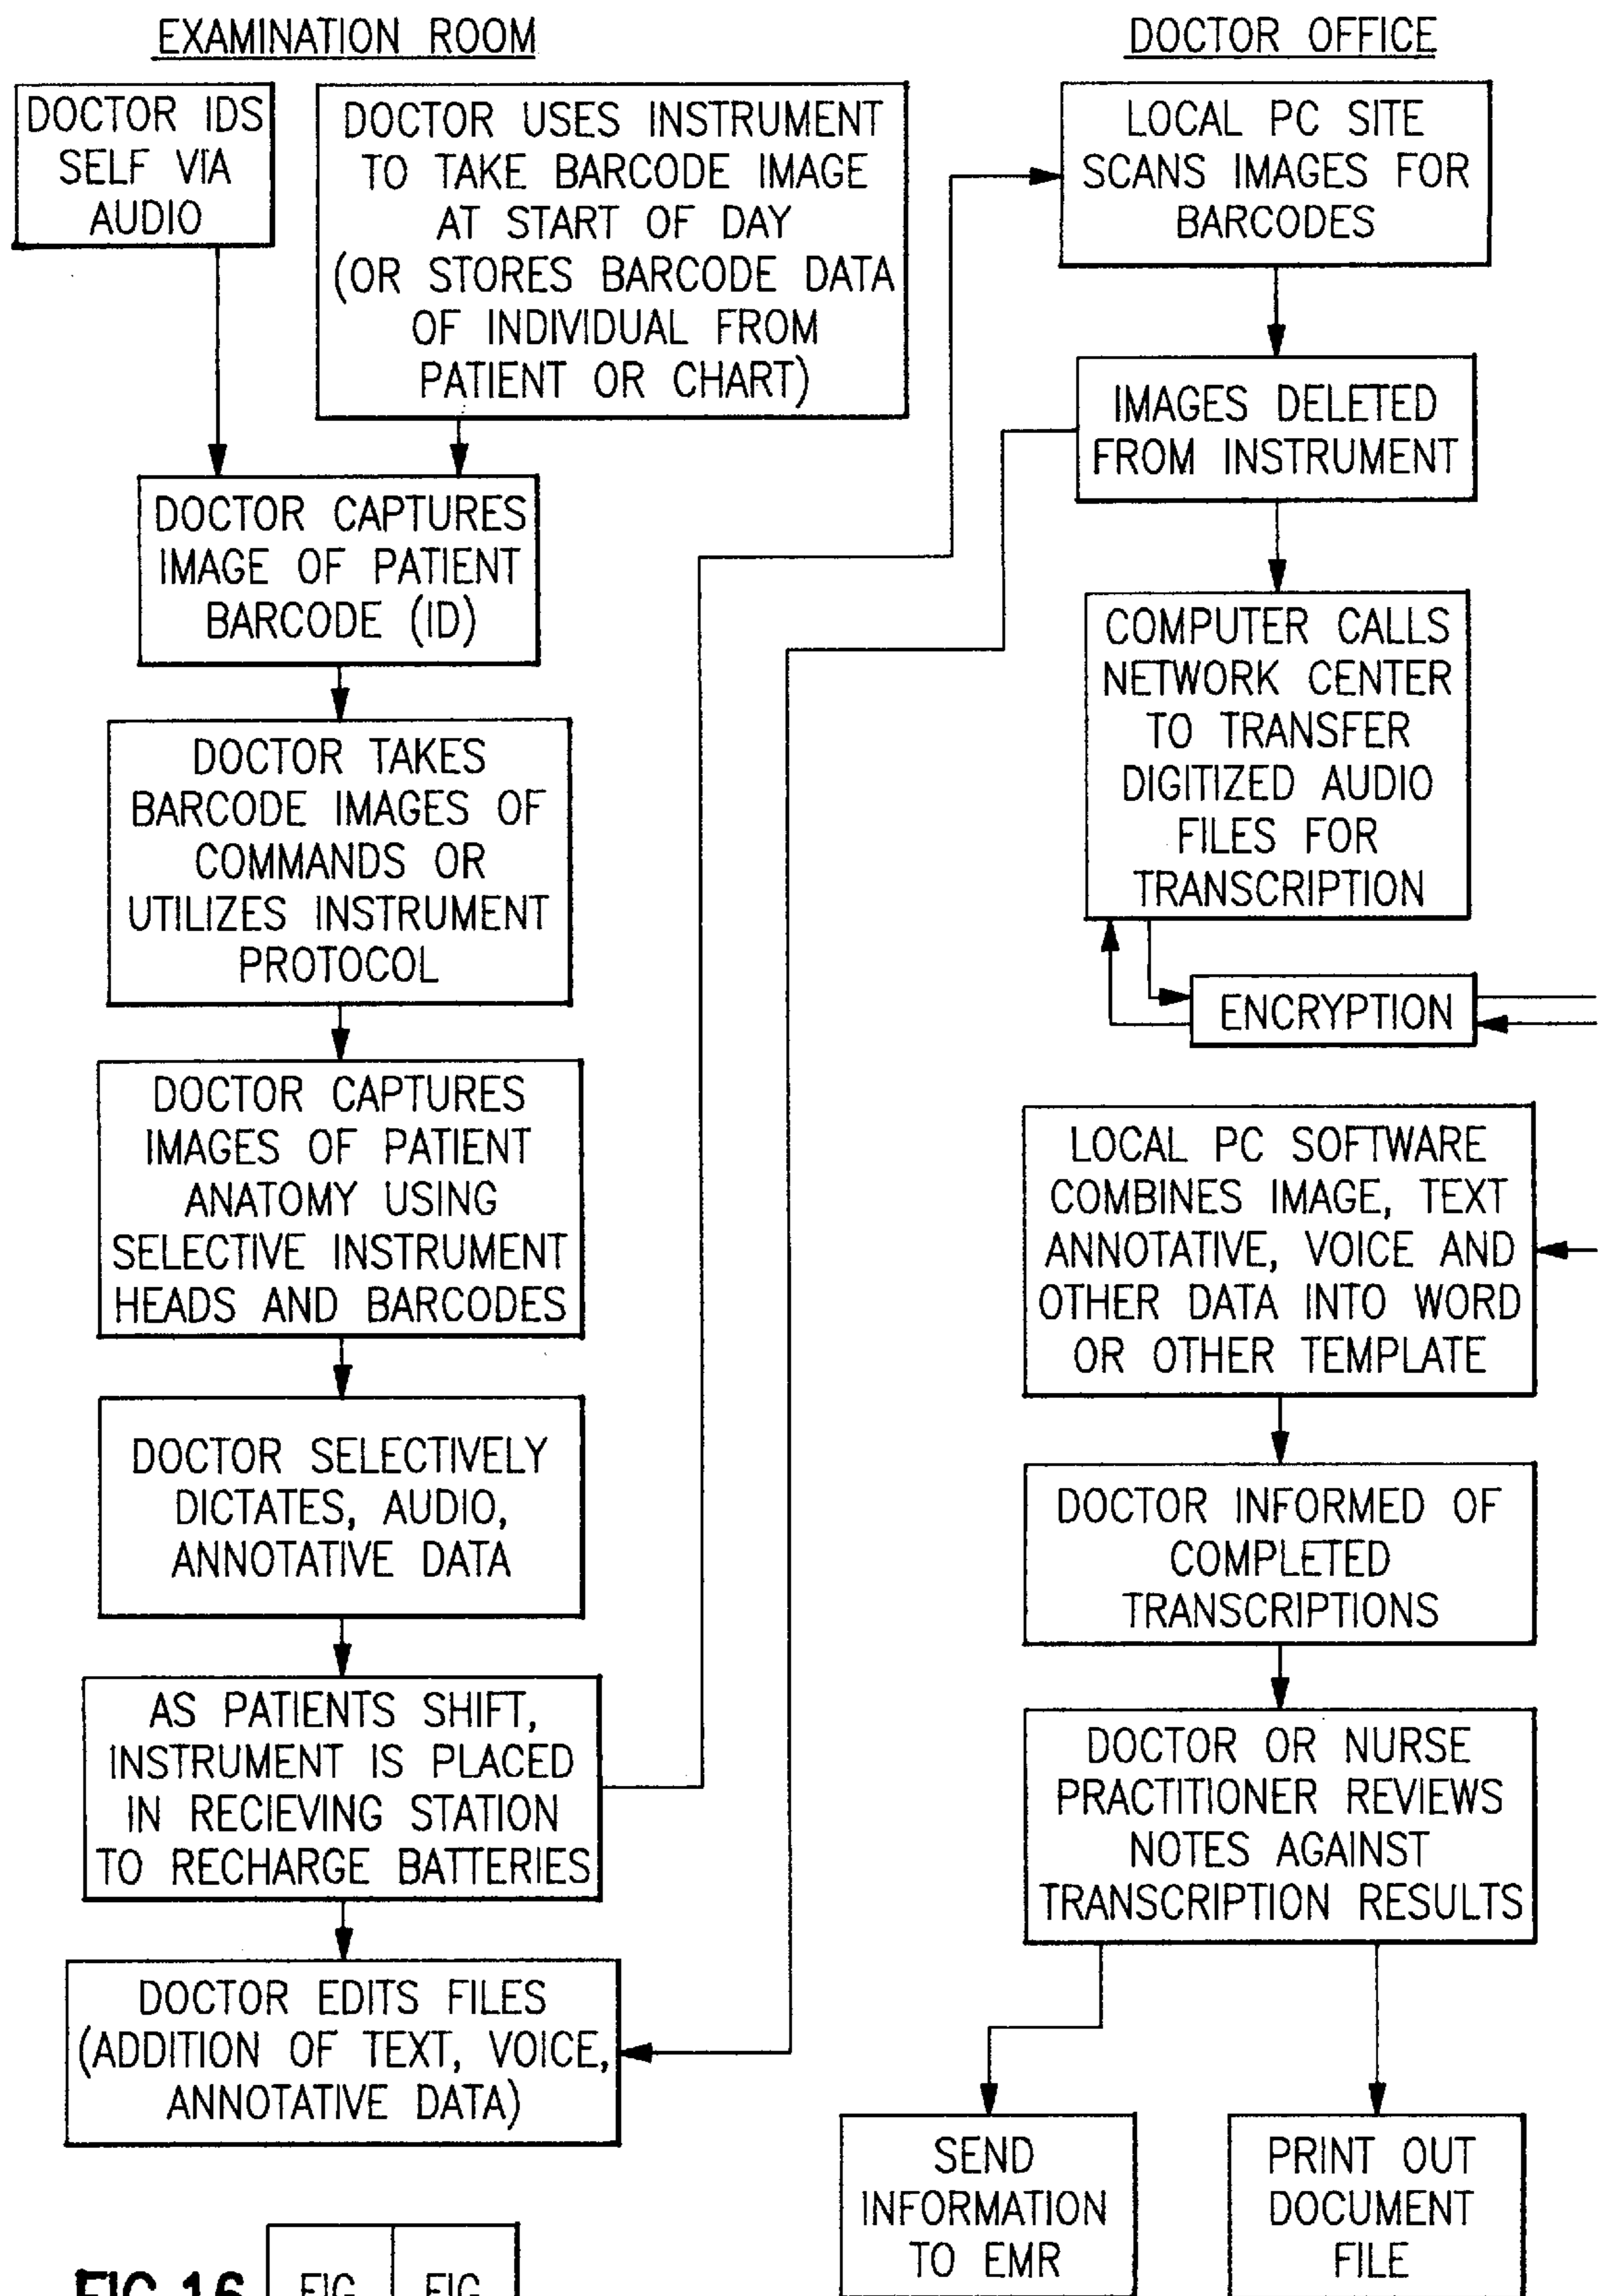 EXAMINATION ROOM
DOCTOR IDS
SELF VIA
AUDIO
DOCTOR USES INSTRUMENT
TO TAKE BARCODE IMAGE
AT START OF DAY
(OR STORES BARCODE DATA
OF INDIVIDUAL FROM
PATIENT OR CHART)
DOCTOR CAPTURES
IMAGE OF PATIENT
BARCODE (ID)
DOCTOR TAKES
BARCODE IMAGES OF
COMMANDS OR
UTILIZES INSTRUMENT
PROTOCOL
DOCTOR CAPTURES
IMAGES OF PATIENT
ANATOMY USING
SELECTIVE INSTRUMENT
HEADS AND BARCODES
DOCTOR SELECTIVELY
DICTATES, AUDIO,
ANNOTATIVE DATA
AS PATIENTS SHIFT,
INSTRUMENT IS PLACED
IN RECIEVING STATION
TO RECHARGE BATTERIES
DOCTOR EDITS FILES
(ADDITION OF TEXT, VOICE,
ANNOTATIVE DATA)
DOCTOR OFFICE
LOCAL PC SITE
SCANS IMAGES FOR
BARCODES
IMAGES DELETED
FROM INSTRUMENT
COMPUTER CALLS
NETWORK CENTER
TO TRANSFER
DIGITIZED AUDIO
FILES FOR
TRANSCRIPTION
ENCRYPTION
LOCAL PC SOFTWARE
COMBINES IMAGE, TEXT
ANNOTATIVE, VOICE AND
OTHER DATA INTO WORD
OR OTHER TEMPLATE
DOCTOR INFORMED OF
COMPLETED
TRANSCRIPTIONS
DOCTOR OR NURSE
PRACTITIONER REVIEWS
NOTES AGAINST
TRANSCRIPTION RESULTS
SEND
INFORMATION
TO EMR
PRINT OUT
DOCUMENT
FILE
FIG. 16
FIG
FIG